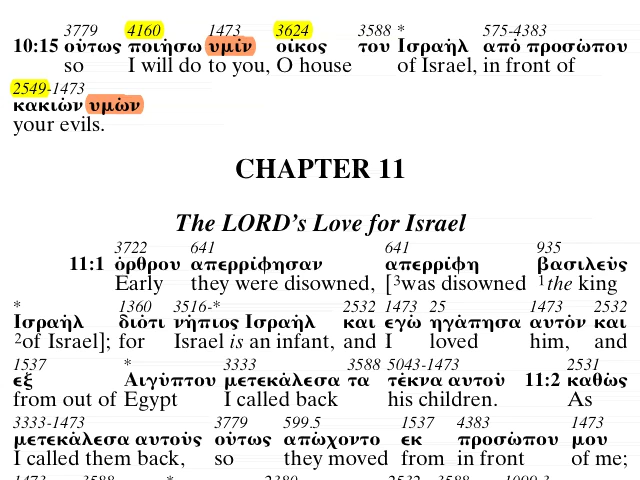 3779 4160 1473 3624 3588 * 575-4383
10:15 ούτως ποιήσω υμίν οίκος του Ισραήλ από προσώπου
so I will do to you, O house of Israel, in front of
2549-1473
κακιών υμών
your evils.
CHAPTER 11
The LORD's Love for Israel
3722 641 641 935
11:1 όρθρου απερρίφησαν απερρίφη βασιλεύς
Early they were disowned, [3was disowned 1the king
* 1360 3516-* 2532 1473 25 1473 2532
Ισραήλ διότι νήπιος Ισραήλ και εγώ ηγάπησα αυτόν και
2of Israel]; for Israel is an infant, and I loved him, and
1537 * 3333 3588 5043-1473 2531
εξ Αιγύπτου μετεκάλεσα τα τέκνα αυτού 11:2 καθώς
from out of Egypt I called back his children. As
3333-1473 3779 599.5 1537 4383 1473
μετεκάλεσα αυτούς ούτως απώχοντο εκ προσώπου μου
I called them back, so they moved from in front of me;